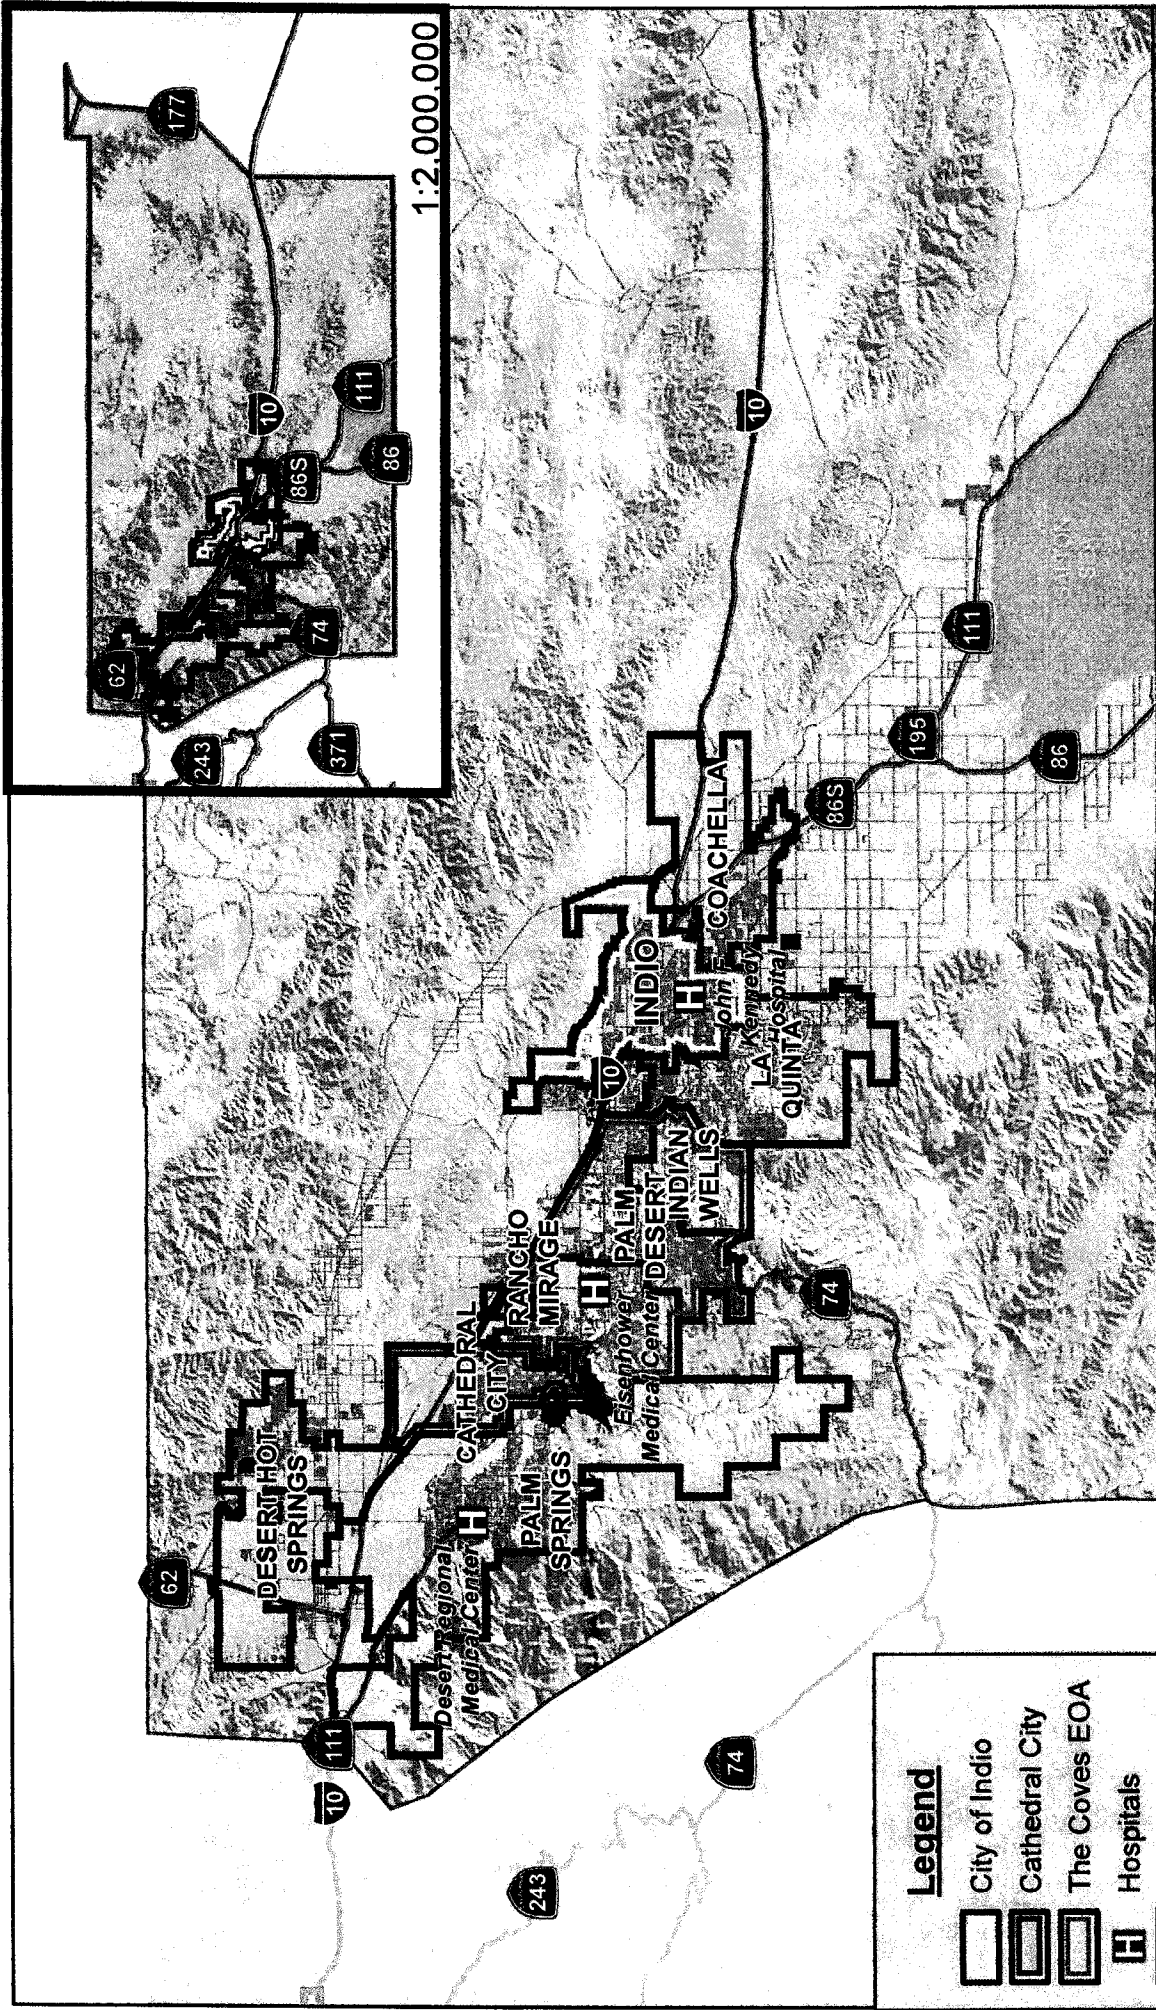 177
10
111
86S
86
62
74
243
371
1:2,000,000
62
DESERT HOT
SPRINGS
111
10
Desert Regional
Medical Center
H
PALM
SPRINGS
CATHEDRAL
CITY
RANCHO
MIRAGE
H
Eisenhower
Medical Center
PALM
DESERT
INDIAN
WELLS
10
INDIO
H
John F.
Kennedy
Hospital
LA
QUINTA
COACHELLA
10
86S
195
111
86
74
74
243
Legend
City of Indio
Cathedral City
The Coves EOA
H Hospitals